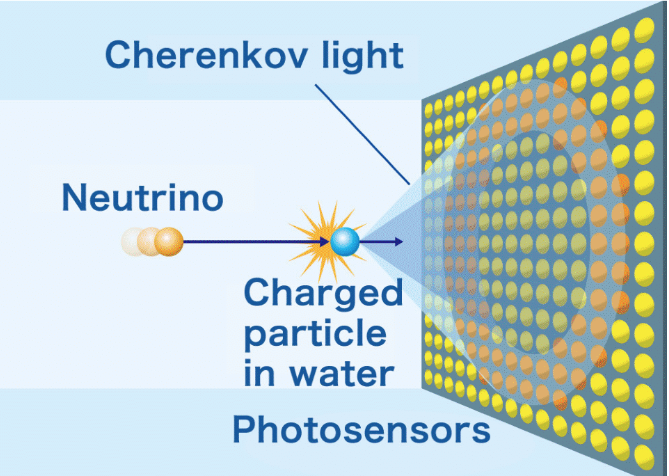 Cherenkov light
Neutrino
Charged
particle
in water
Photosensors